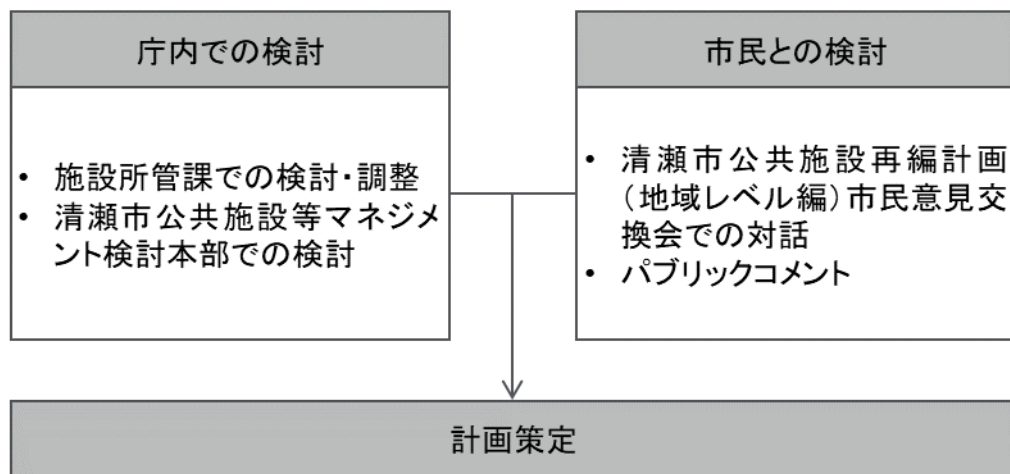 庁内での検討
• 施設所管課での検討・調整
• 清瀬市公共施設等マネジメ
ント検討本部での検討
市民との検討
• 清瀬市公共施設再編計画
(地域レベル編)市民意見交
換会での対話
• パブリックコメント
計画策定